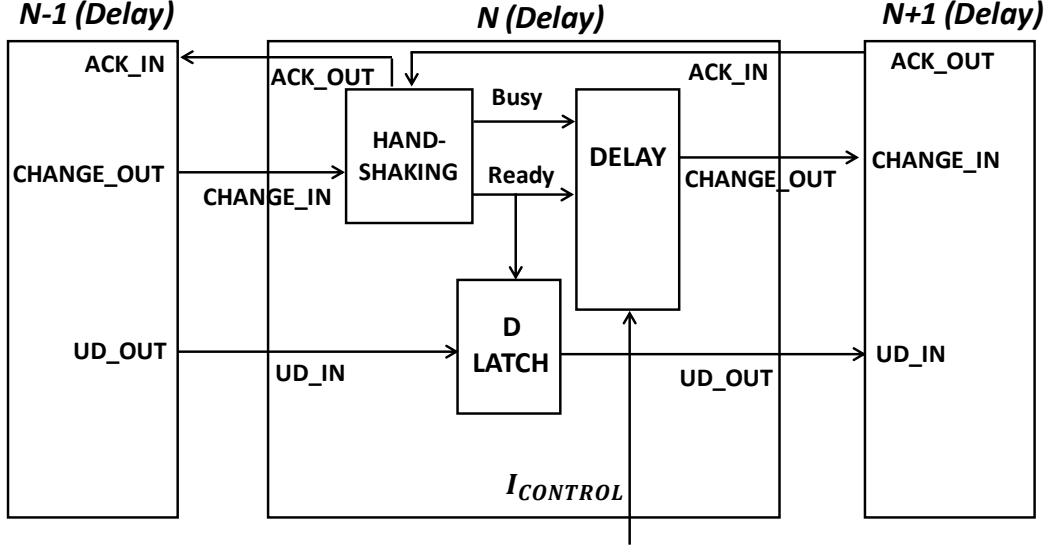 N-1 (Delay)
N (Delay)
N+1 (Delay)
ACK_IN
ACK_OUT
ACK_IN
ACK_OUT
Busy
HAND-
SHAKING
DELAY
CHANGE_OUT
CHANGE_IN
Ready
CHANGE_OUT
CHANGE_IN
D
LATCH
UD_OUT
UD_IN
UD_OUT
UD_IN
I_CONTROL